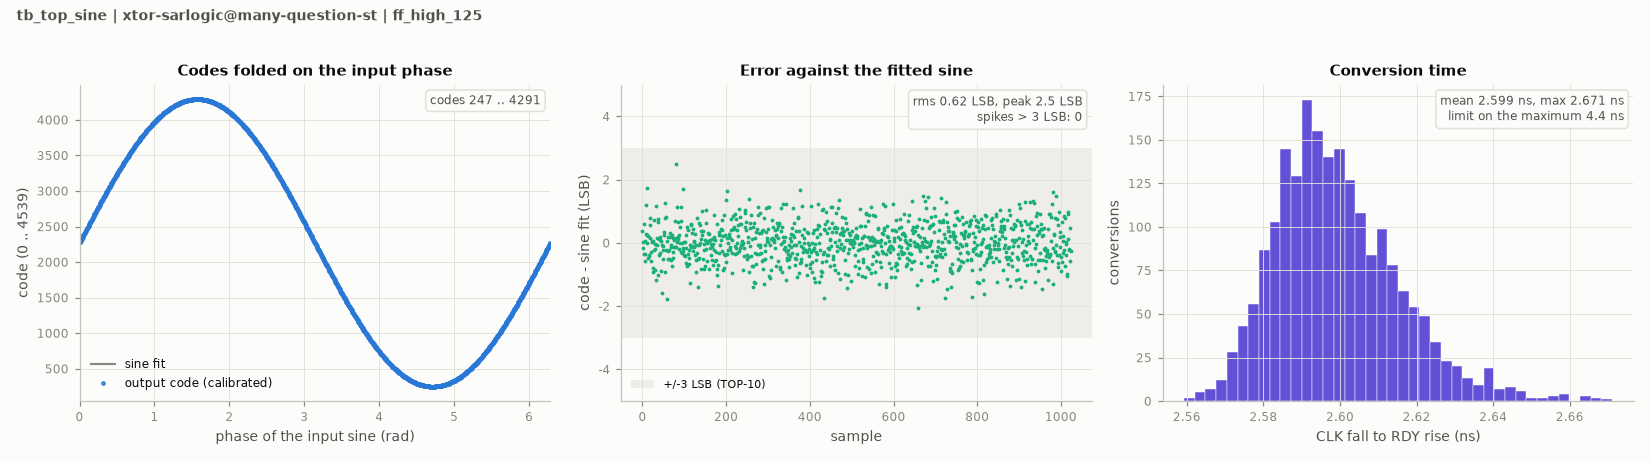 tb_top_sine | xtor-sarlogic@many-question-st | ff_high_125
Codes folded on the input phase
codes 247 .. 4291
4000
3500
3000
2500
2000
1500
1000
500
code (0 .. 4539)
sine fit
output code (calibrated)
0 1 2 3 4 5 6
phase of the input sine (rad)
Error against the fitted sine
rms 0.62 LSB, peak 2.5 LSB
spikes > 3 LSB: 0
4
2
0
-2
-4
code - sine fit (LSB)
+/-3 LSB (TOP-10)
0 200 400 600 800 1000
sample
Conversion time
mean 2.599 ns, max 2.671 ns
limit on the maximum 4.4 ns
175
150
125
100
75
50
25
0
conversions
2.56 2.58 2.60 2.62 2.64 2.66
CLK fall to RDY rise (ns)